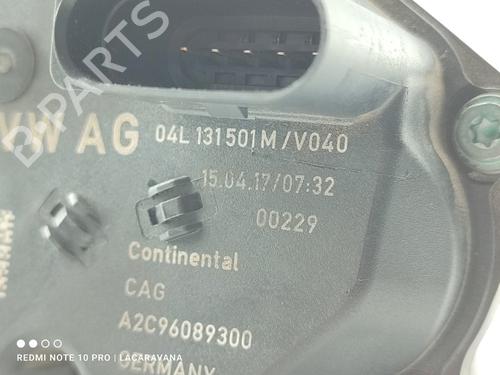 B-PARTS
VW AG 04L 131501M/V040
15.04.17/07:32
00229
Continental
CAG
A2C96089300
GERMANY
REDMI NOTE 10 PRO | LACARAVANA